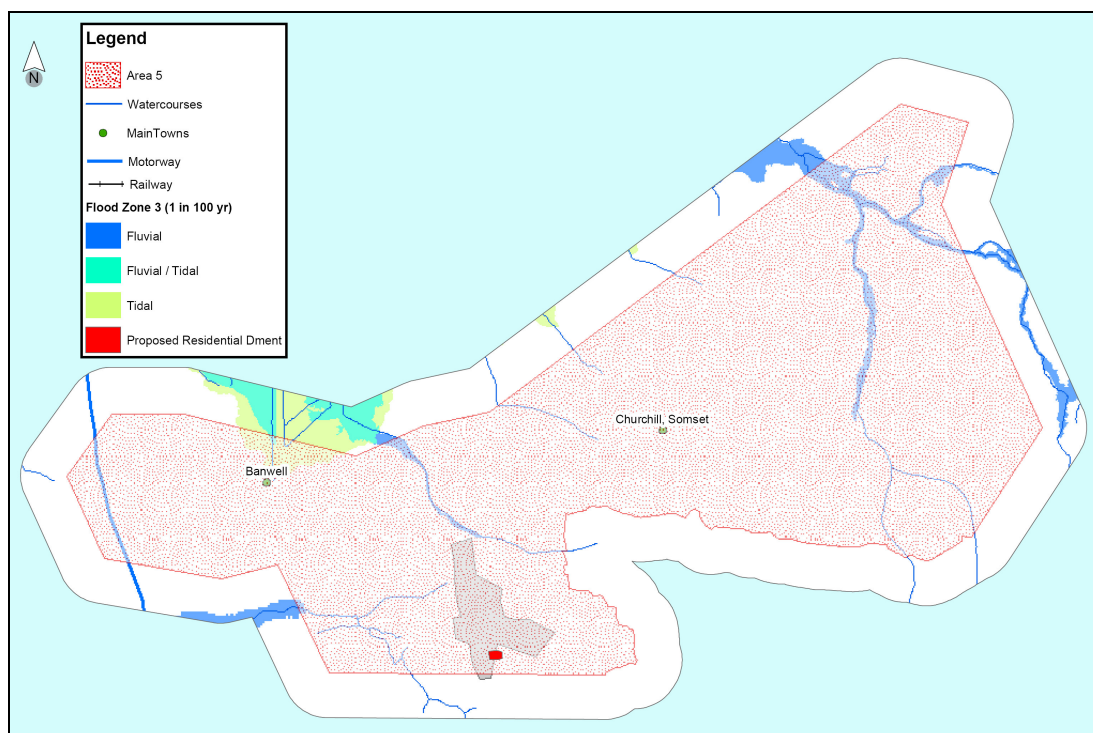 Legend
N
Area 5
Watercourses
MainTowns
Motorway
Railway
Flood Zone 3 (1 in 100 yr)
Fluvial
Fluvial / Tidal
Tidal
Proposed Residential Dment
Churchill, Somset
Banwell